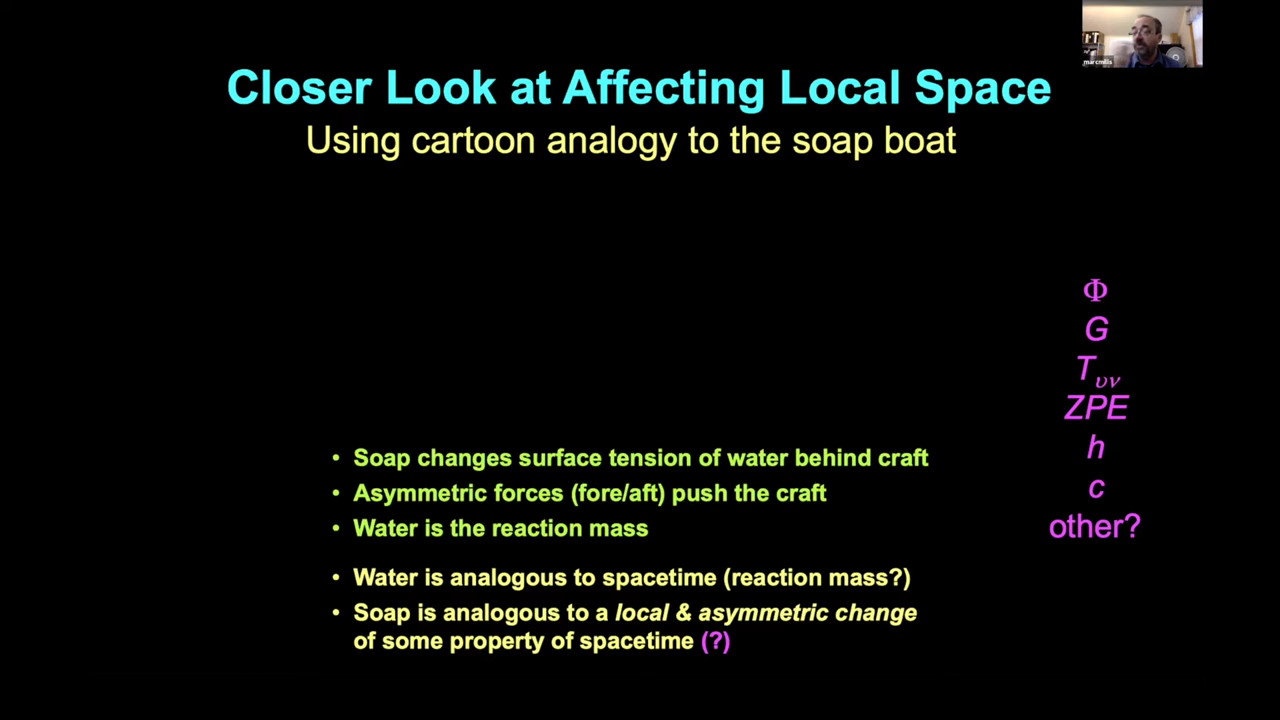 marcmillis
Closer Look at Affecting Local Space
Using cartoon analogy to the soap boat
Φ
G
Tυν
ZPE
h
c
other?
• Soap changes surface tension of water behind craft
• Asymmetric forces (fore/aft) push the craft
• Water is the reaction mass
• Water is analogous to spacetime (reaction mass?)
• Soap is analogous to a local & asymmetric change
of some property of spacetime (?)